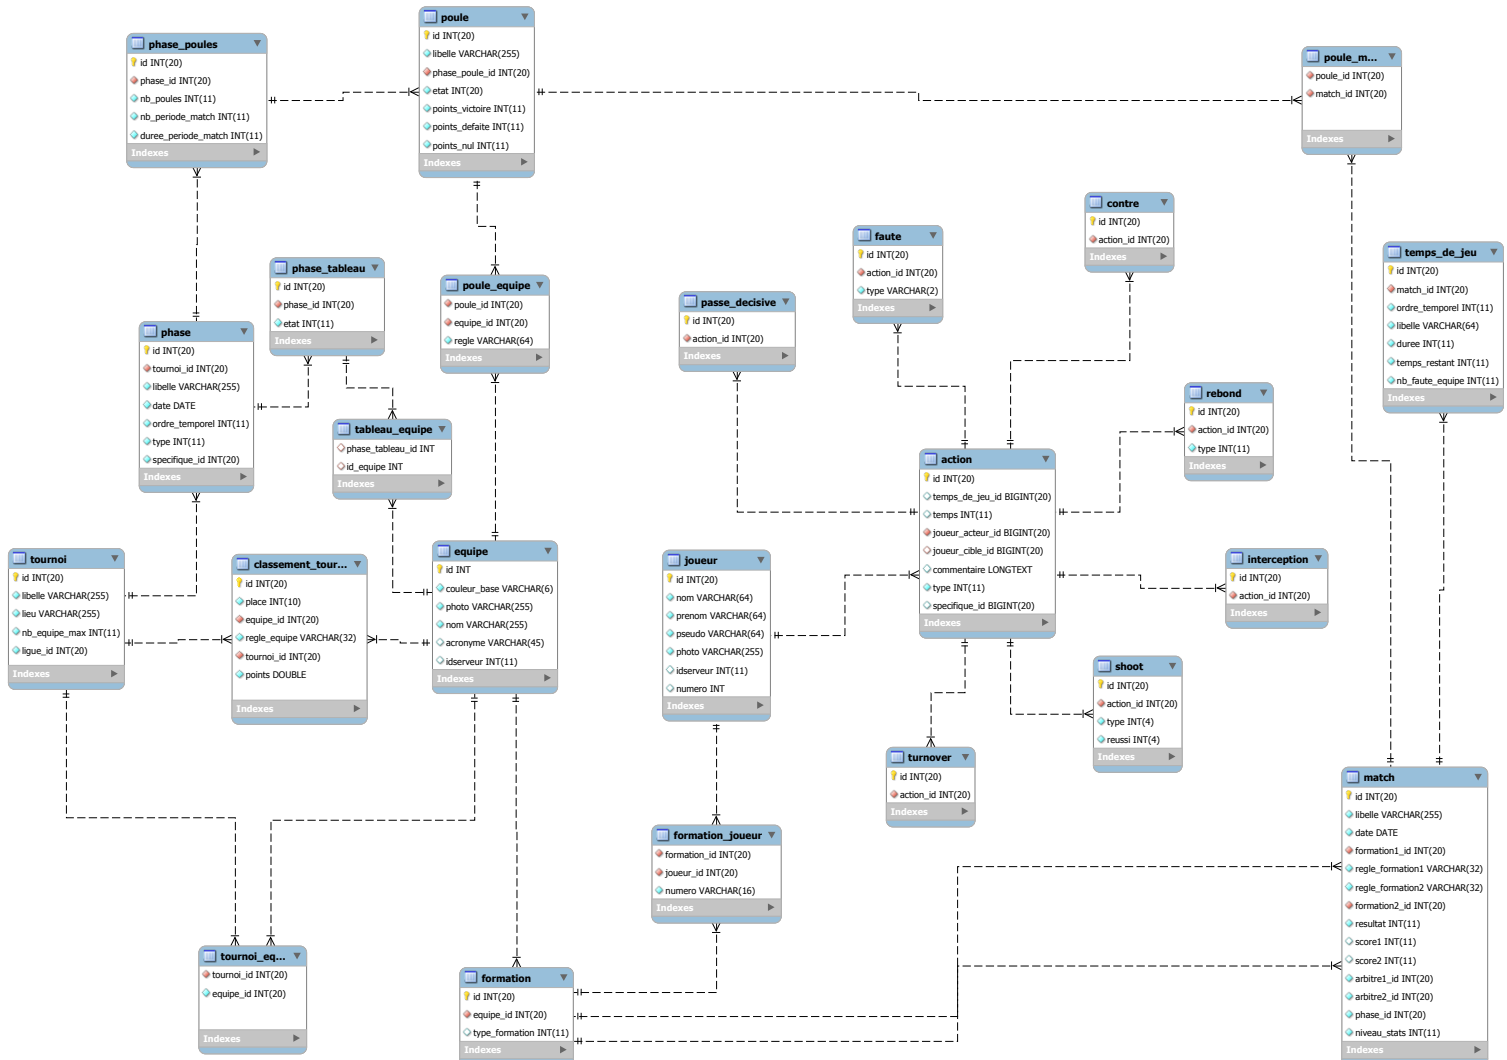 poule
id INT(20)
libelle VARCHAR(255)
phase_poule_id INT(20)
etat INT(20)
points_victoire INT(11)
points_defaite INT(11)
points_nul INT(11)
Indexes
phase_poules
id INT(20)
phase_id INT(20)
nb_poules INT(11)
nb_periode_match INT(11)
duree_periode_match INT(11)
Indexes
poule_m...
poule_id INT(20)
match_id INT(20)
Indexes
contre
id INT(20)
action_id INT(20)
Indexes
faute
id INT(20)
action_id INT(20)
type VARCHAR(2)
Indexes
temps_de_jeu
id INT(20)
match_id INT(20)
ordre_temporel INT(11)
libelle VARCHAR(64)
duree INT(11)
temps_restant INT(11)
nb_faute_equipe INT(11)
Indexes
phase_tableau
id INT(20)
phase_id INT(20)
etat INT(11)
Indexes
poule_equipe
poule_id INT(20)
equipe_id INT(20)
regle VARCHAR(64)
Indexes
passe_decisive
id INT(20)
action_id INT(20)
Indexes
phase
id INT(20)
tournoi_id INT(20)
libelle VARCHAR(255)
date DATE
ordre_temporel INT(11)
type INT(11)
specifique_id INT(20)
Indexes
rebond
id INT(20)
action_id INT(20)
type INT(11)
Indexes
tableau_equipe
phase_tableau_id INT
id_equipe INT
Indexes
action
id INT(20)
temps_de_jeu_id BIGINT(20)
temps INT(11)
joueur_acteur_id BIGINT(20)
joueur_cible_id BIGINT(20)
commentaire LONGTEXT
type INT(11)
specifique_id BIGINT(20)
Indexes
tournoi
id INT(20)
libelle VARCHAR(255)
lieu VARCHAR(255)
nb_equipe_max INT(11)
ligue_id INT(20)
Indexes
classement_tour...
id INT(20)
place INT(10)
equipe_id INT(20)
regle_equipe VARCHAR(32)
tournoi_id INT(20)
points DOUBLE
Indexes
equipe
id INT
couleur_base VARCHAR(6)
photo VARCHAR(255)
nom VARCHAR(255)
acronyme VARCHAR(45)
idserveur INT(11)
Indexes
joueur
id INT(20)
nom VARCHAR(64)
prenom VARCHAR(64)
pseudo VARCHAR(64)
photo VARCHAR(255)
idserveur INT(11)
numero INT
Indexes
interception
id INT(20)
action_id INT(20)
Indexes
shoot
id INT(20)
action_id INT(20)
type INT(4)
reussi INT(4)
Indexes
turnover
id INT(20)
action_id INT(20)
Indexes
match
id INT(20)
libelle VARCHAR(255)
date DATE
formation1_id INT(20)
regle_formation1 VARCHAR(32)
regle_formation2 VARCHAR(32)
formation2_id INT(20)
resultat INT(11)
score1 INT(11)
score2 INT(11)
arbitre1_id INT(20)
arbitre2_id INT(20)
phase_id INT(20)
niveau_stats INT(11)
Indexes
formation_joueur
formation_id INT(20)
joueur_id INT(20)
numero VARCHAR(16)
Indexes
tournoi_eq...
tournoi_id INT(20)
equipe_id INT(20)
Indexes
formation
id INT(20)
equipe_id INT(20)
type_formation INT(11)
Indexes